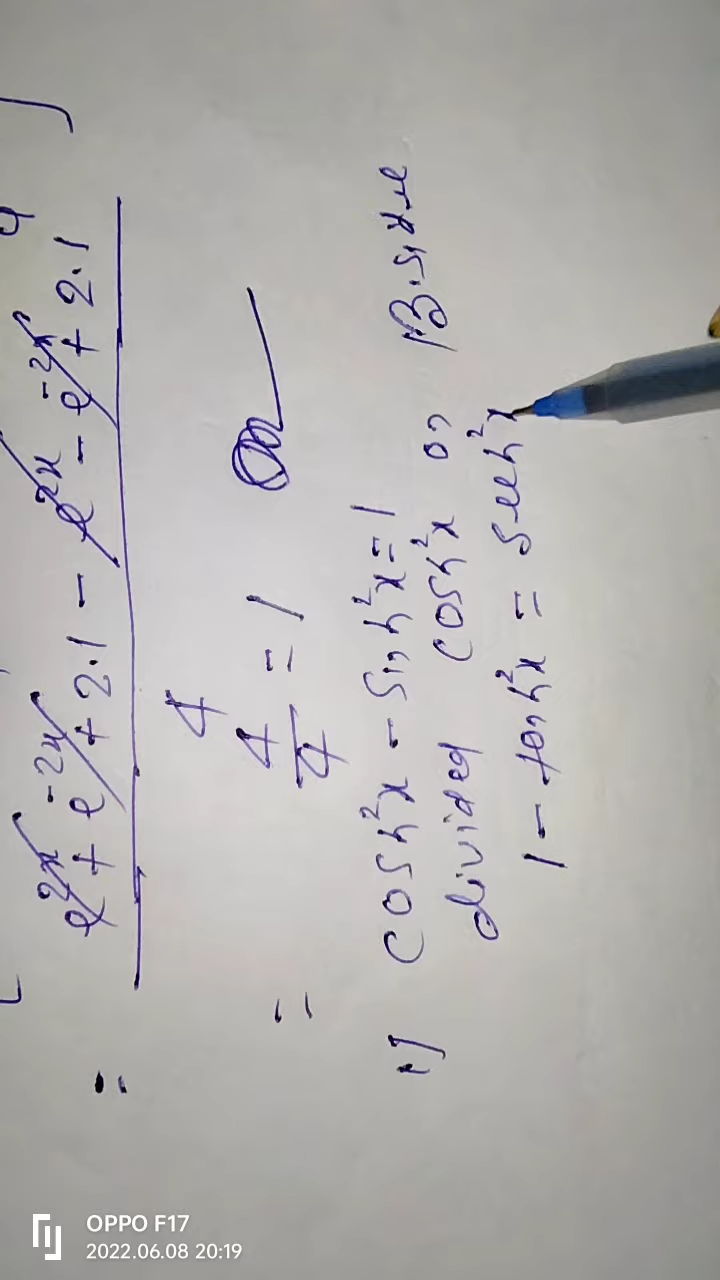 = e^2x + e^-2x + 2.1 - e^2x - e^-2x + 2.1
4
= 4/4 = 1
1) cosh²x - sinh²x = 1
divided cosh²x on B. side
1 - tanh²x = sech²x
OPPO F17
2022.06.08 20:19